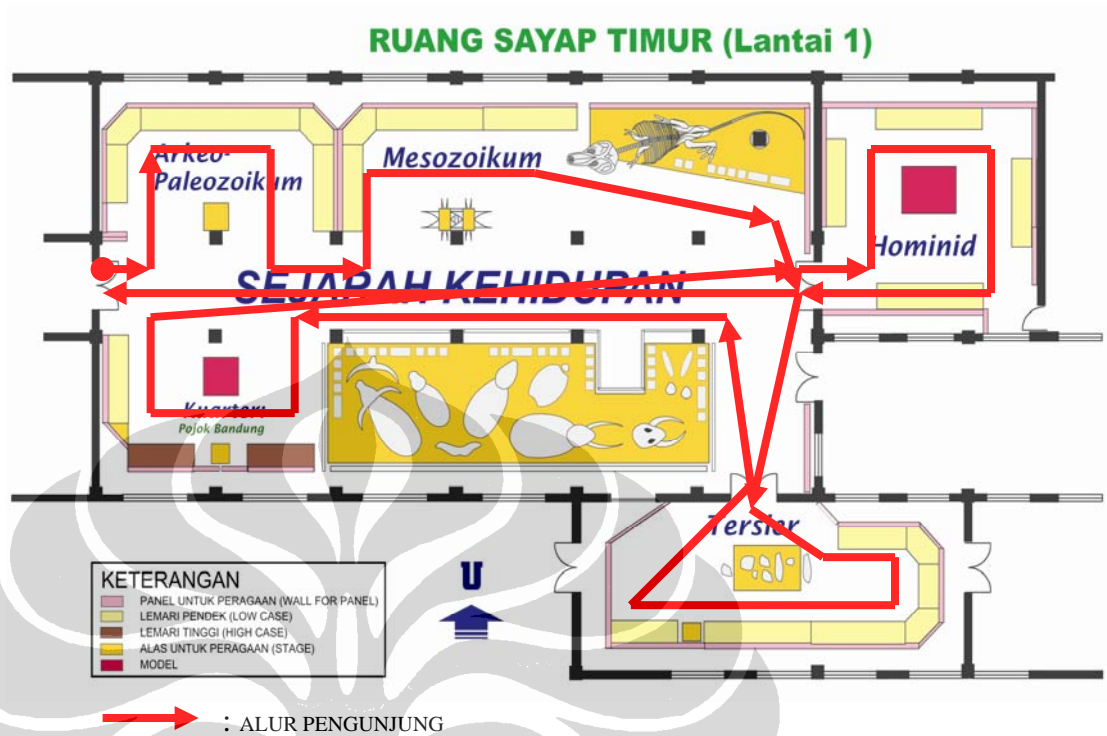 RUANG SAYAP TIMUR (Lantai 1)
Arkeo-
Paleozoikum
Mesozoikum
Hominid
SEJARAH KEHIDUPAN
Kuarter:
Pojok Bandung
Tersier
KETERANGAN
PANEL UNTUK PERAGAAN (WALL FOR PANEL)
LEMARI PENDEK (LOW CASE)
LEMARI TINGGI (HIGH CASE)
ALAS UNTUK PERAGAAN (STAGE)
MODEL
U
: ALUR PENGUNJUNG